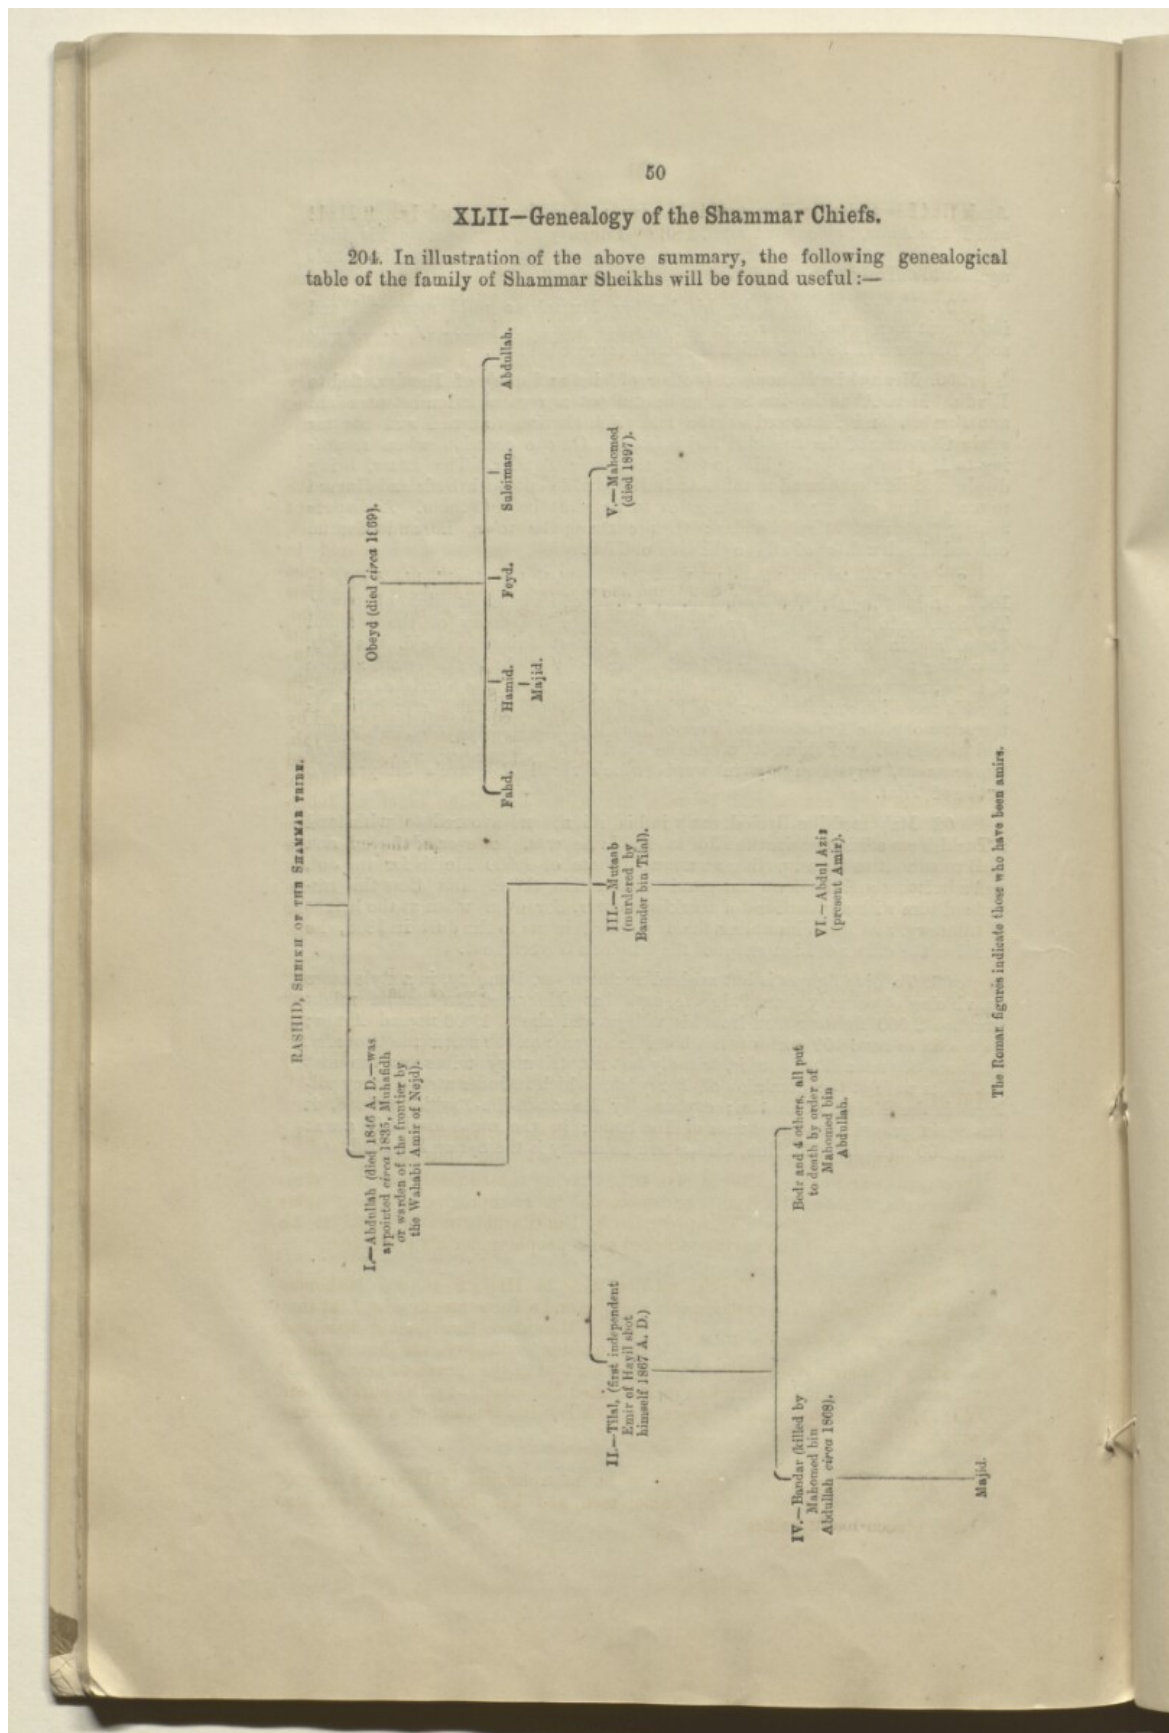 50
XLII—Genealogy of the Shammar Chiefs.
204. In illustration of the above summary, the following genealogical
table of the family of Shammar Sheikhs will be found useful:—
RASHID, SHEIKH OF THE SHAMMAR TRIBE.
I.—Abdullah (died 1846 A. D.—was
appointed circa 1835, Muhafidh
or warden of the frontier by
the Wahabi Amir of Nejd).
Obeyd (died circa 1869).
Fahd.
Hamid.
Feyd.
Suleiman.
Abdullah.
Majid.
II.—Tilal, (first independent
Emir of Hayil shot
himself 1867 A. D.)
III.—Mutaab
(murdered by
Bander bin Tilal).
V.—Mahomed
(died 1897).
IV.—Bandar (killed by
Mahomed bin
Abdullah circa 1868).
Bedr and 4 others, all put
to death by order of
Mahomed bin
Abdullah.
VI.—Abdul Aziz
(present Amir).
Majid.
The Roman figures indicate those who have been amirs.